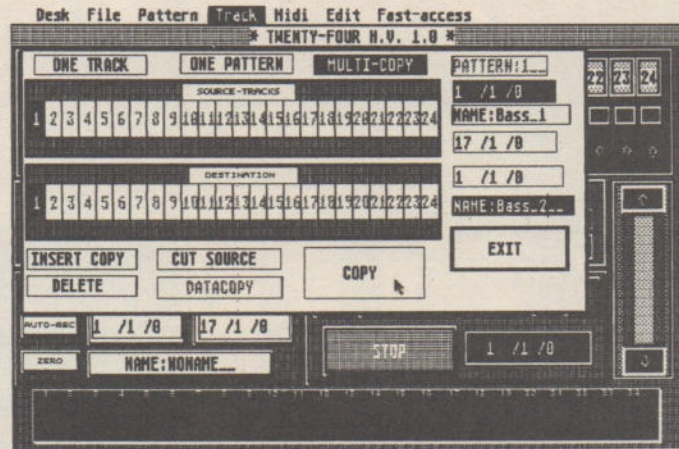 Desk File Pattern Track Midi Edit Fast-access
* TWENTY-FOUR H.V. 1.0 *
ONE TRACK ONE PATTERN MULTI-COPY PATTERN:1__
SOURCE-TRACKS
1 /1 /0
1 2 3 4 5 6 7 8 9 10 11 12 13 14 15 16 17 18 19 20 21 22 23 24
NAME:Bass_1
17 /1 /0
DESTINATION
1 /1 /0
1 2 3 4 5 6 7 8 9 10 11 12 13 14 15 16 17 18 19 20 21 22 23 24
NAME:Bass_2__
INSERT COPY CUT SOURCE COPY EXIT
DELETE DATACOPY
22 23 24
AUTO-REC 1 /1 /0 17 /1 /0
STOP 1 /1 /0
ZERO NAME:NONAME__